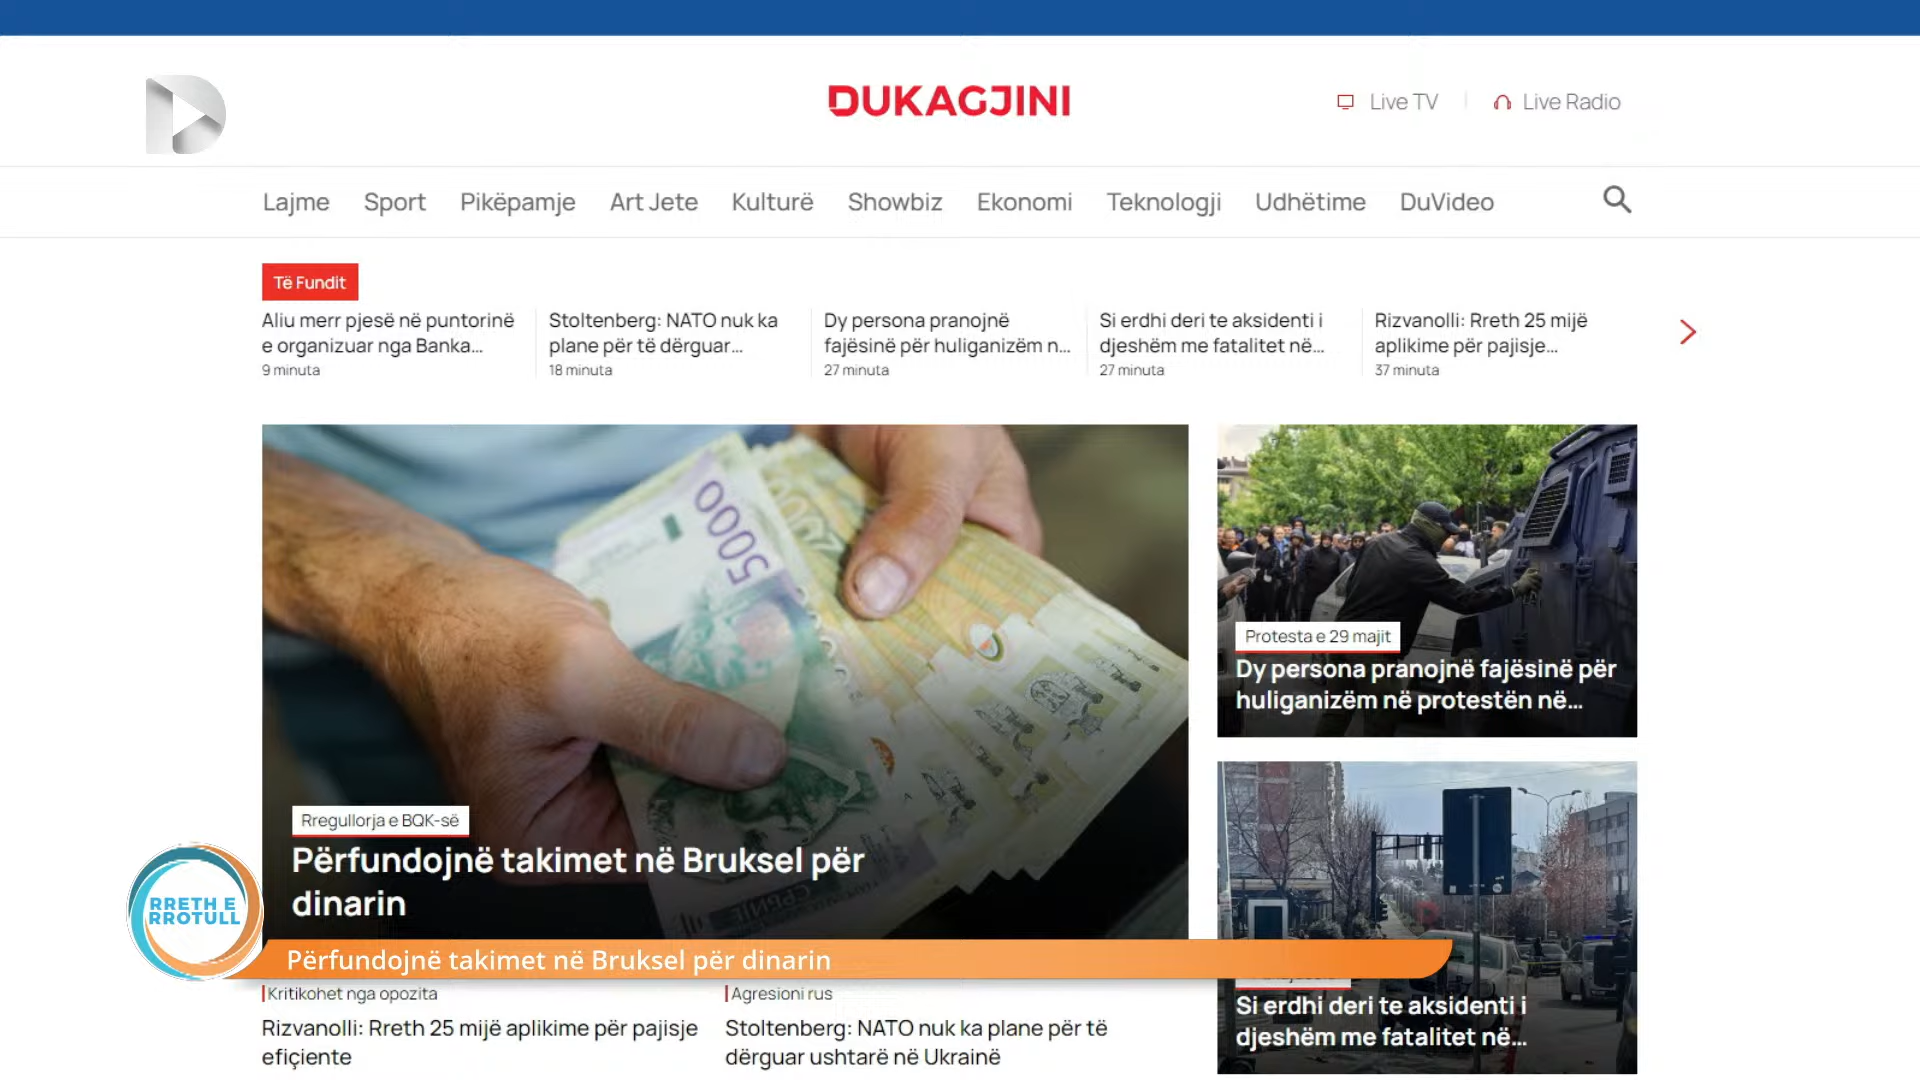 DUKAGJINI
Live TV
Live Radio
Lajme Sport Pikëpamje Art Jete Kulturë Showbiz Ekonomi Teknologji Udhëtime DuVideo
Të Fundit
Aliu merr pjesë në puntorinë
e organizuar nga Banka...
9 minuta
Stoltenberg: NATO nuk ka
plane për të dërguar...
18 minuta
Dy persona pranojnë
fajësinë për huliganizëm n...
27 minuta
Si erdhi deri te aksidenti i
djeshëm me fatalitet në...
27 minuta
Rizvanolli: Rreth 25 mijë
aplikime për pajisje...
37 minuta
5000
Rregullorja e BQK-së
Përfundojnë takimet në Bruksel për
dinarin
Protesta e 29 majit
Dy persona pranojnë fajësinë për
huliganizëm në protestën në...
RRETH E
RROTULL
Përfundojnë takimet në Bruksel për dinarin
Kritikohet nga opozita
Rizvanolli: Rreth 25 mijë aplikime për pajisje
efiçiente
Agresioni rus
Stoltenberg: NATO nuk ka plane për të
dërguar ushtarë në Ukrainë
Si erdhi deri te aksidenti i
djeshëm me fatalitet në...